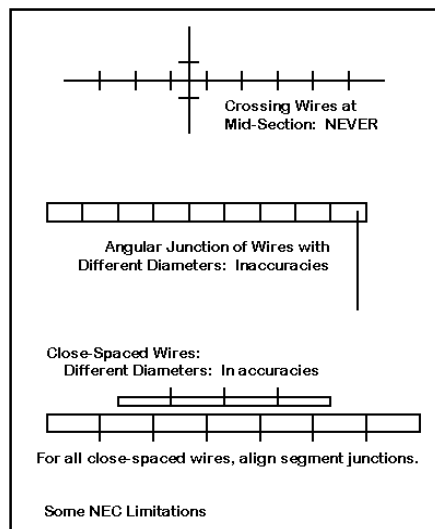 Crossing Wires at
Mid-Section: NEVER
Angular Junction of Wires with
Different Diameters: Inaccuracies
Close-Spaced Wires:
Different Diameters: In accuracies
For all close-spaced wires, align segment junctions.
Some NEC Limitations